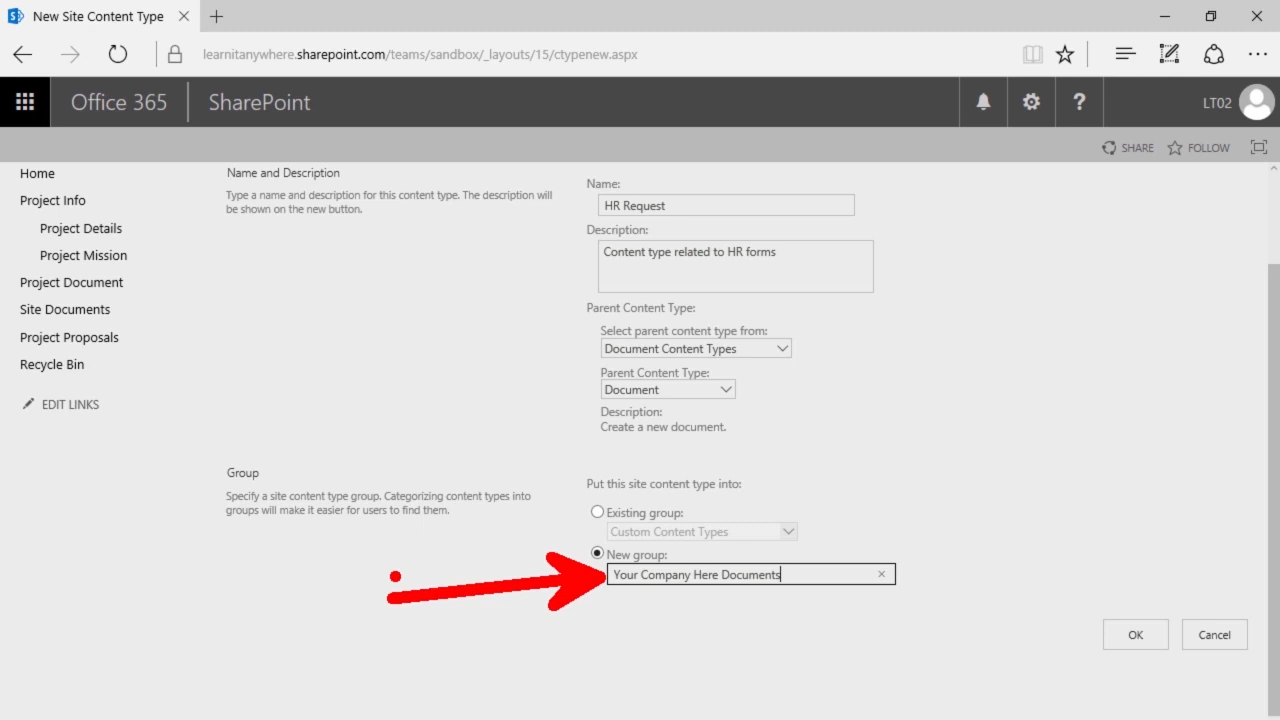 New Site Content Type
learnitanywhere.sharepoint.com/teams/sandbox/_layouts/15/ctypenew.aspx
Office 365
SharePoint
?
LT02
SHARE
FOLLOW
Home
Project Info
Project Details
Project Mission
Project Document
Site Documents
Project Proposals
Recycle Bin
EDIT LINKS
Name and Description
Type a name and description for this content type. The description will
be shown on the new button.
Name:
HR Request
Description:
Content type related to HR forms
Parent Content Type:
Select parent content type from:
Document Content Types
Parent Content Type:
Document
Description:
Create a new document.
Group
Specify a site content type group. Categorizing content types into
groups will make it easier for users to find them.
Put this site content type into:
Existing group:
Custom Content Types
New group:
Your Company Here Documents
OK
Cancel